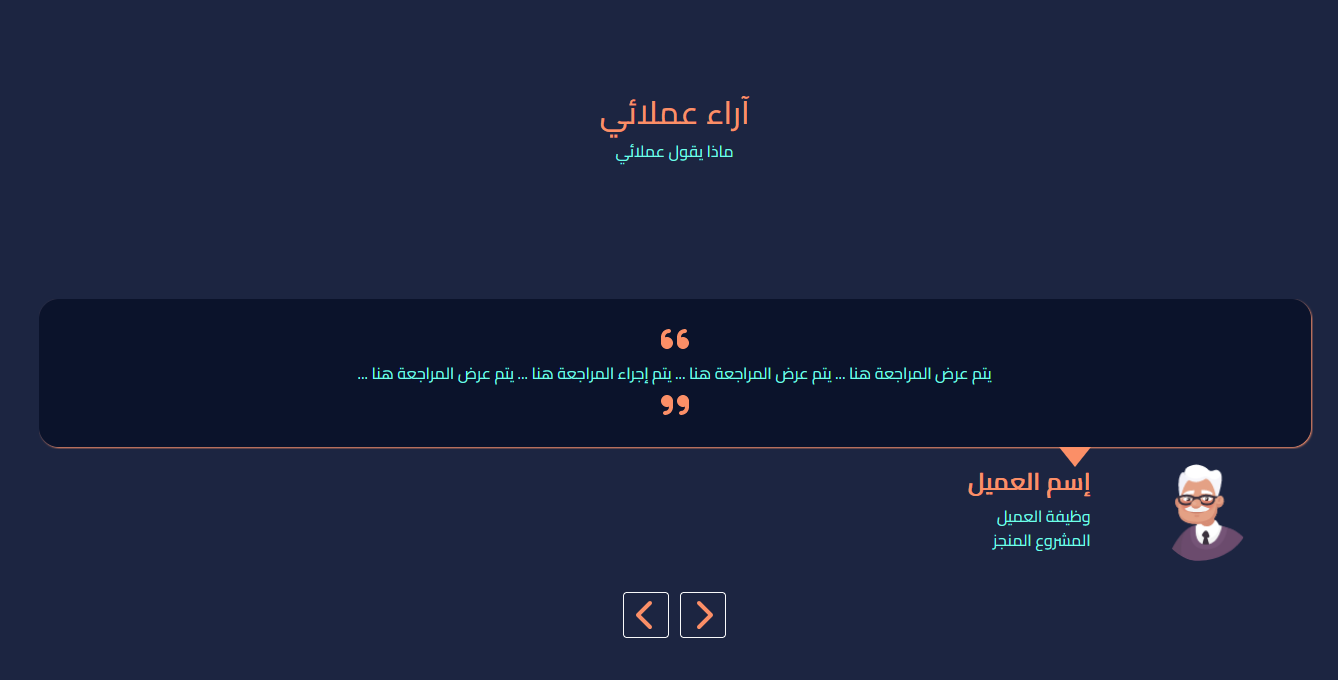 آراء عملائي
ماذا يقول عملائي
❝
يتم عرض المراجعة هنا ... يتم عرض المراجعة هنا ... يتم إجراء المراجعة هنا ... يتم عرض المراجعة هنا ...
❞
إسم العميل
وظيفة العميل
المشروع المنجز